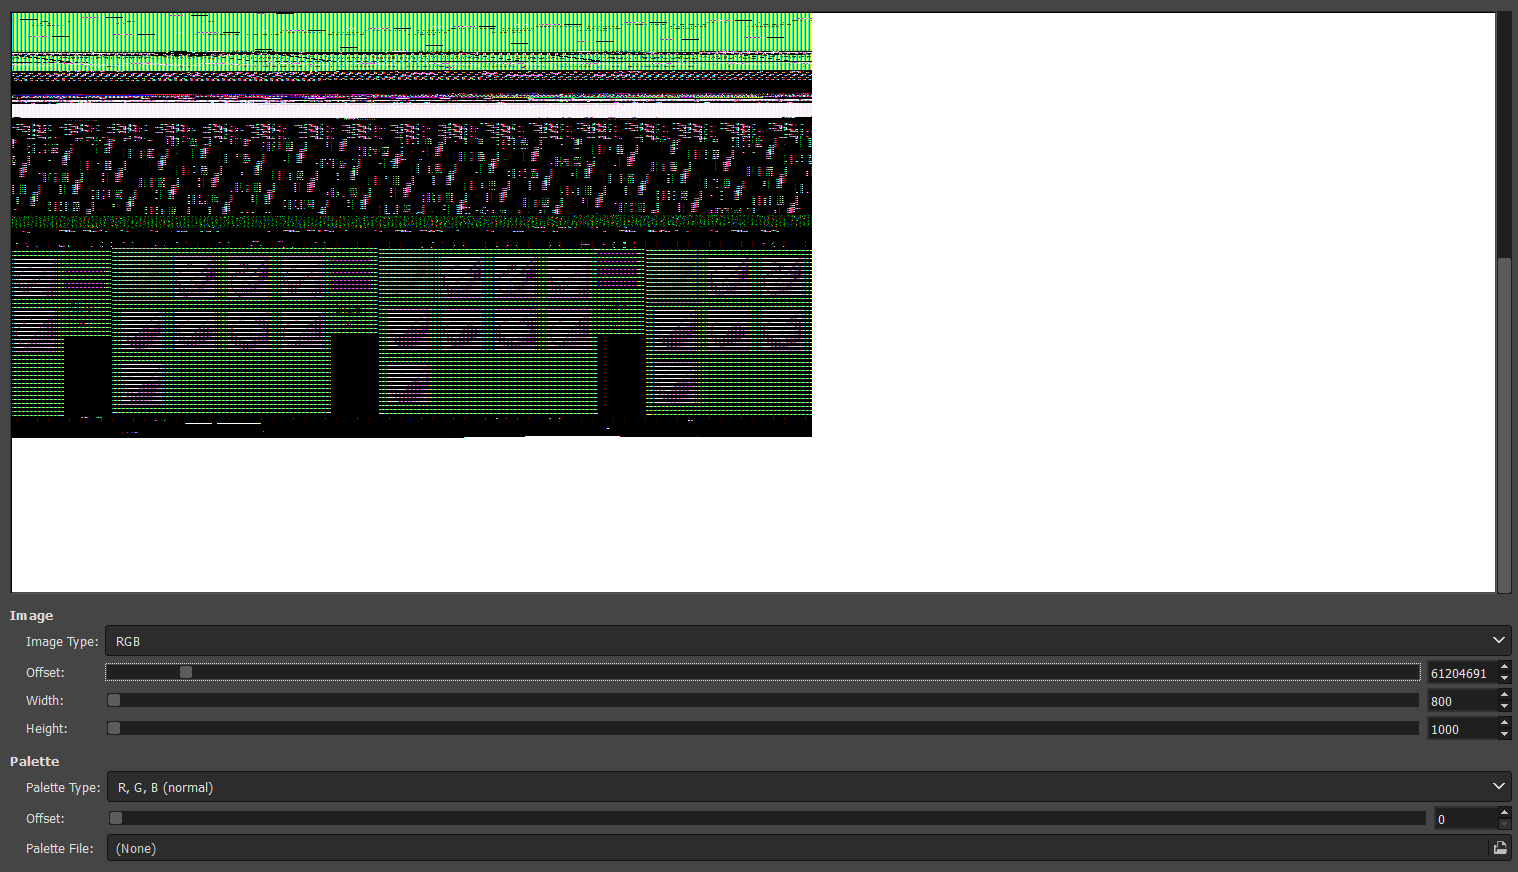 Image
Image Type: RGB
Offset: 61204691
Width: 800
Height: 1000
Palette
Palette Type: R, G, B (normal)
Offset: 0
Palette File: (None)